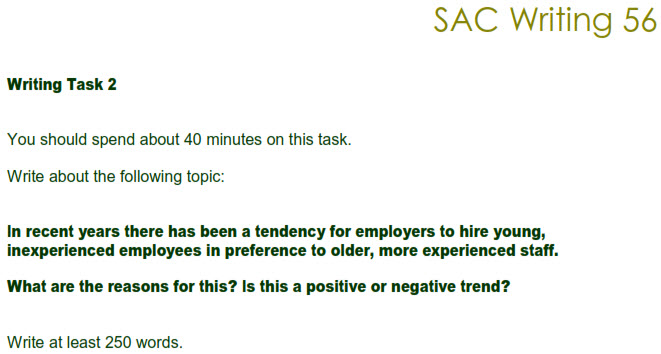 SAC Writing 56
Writing Task 2
You should spend about 40 minutes on this task.
Write about the following topic:
In recent years there has been a tendency for employers to hire young,
inexperienced employees in preference to older, more experienced staff.
What are the reasons for this? Is this a positive or negative trend?
Write at least 250 words.